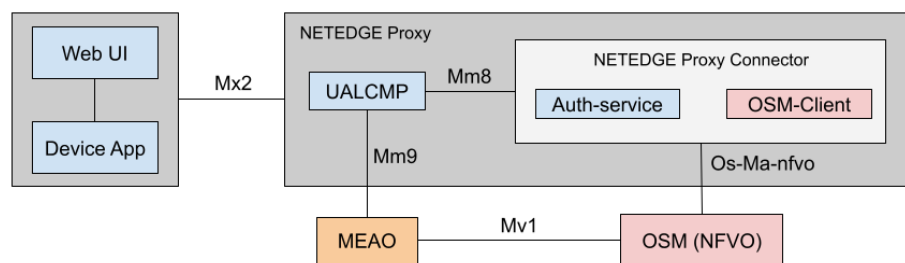 Web UI
Device App
Mx2
NETEDGE Proxy
UALCMP
Mm8
NETEDGE Proxy Connector
Auth-service
OSM-Client
Mm9
Os-Ma-nfvo
MEAO
Mv1
OSM (NFVO)